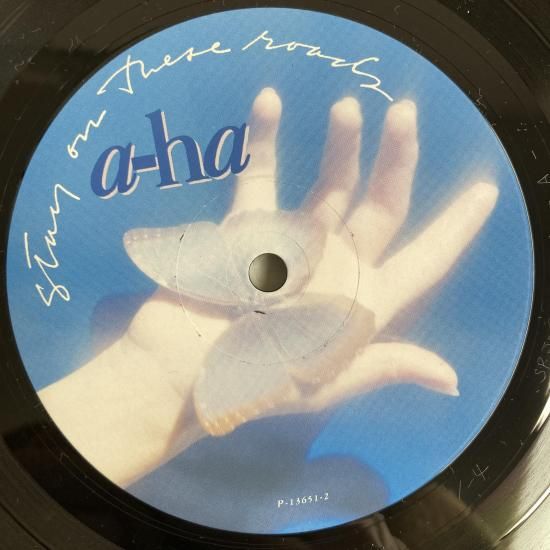 stay on these roads
a-ha
P-13651-2